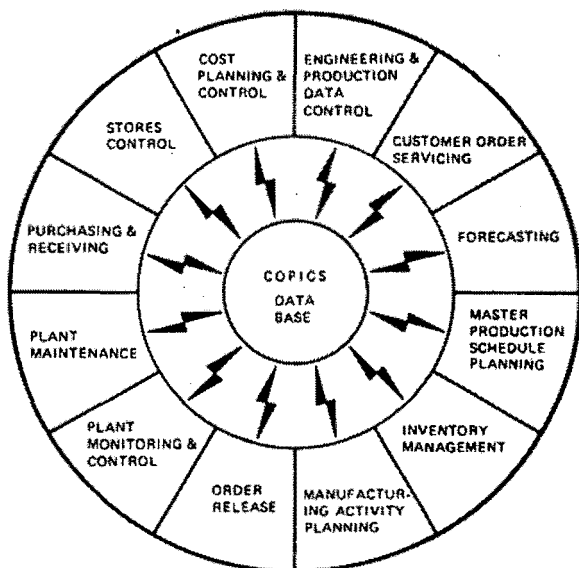 COST
PLANNING &
CONTROL
ENGINEERING &
PRODUCTION
DATA
CONTROL
CUSTOMER ORDER
SERVICING
FORECASTING
MASTER
PRODUCTION
SCHEDULE
PLANNING
INVENTORY
MANAGEMENT
MANUFACTUR-
ING ACTIVITY
PLANNING
ORDER
RELEASE
PLANT
MONITORING &
CONTROL
PLANT
MAINTENANCE
PURCHASING &
RECEIVING
STORES
CONTROL
COPICS
DATA
BASE